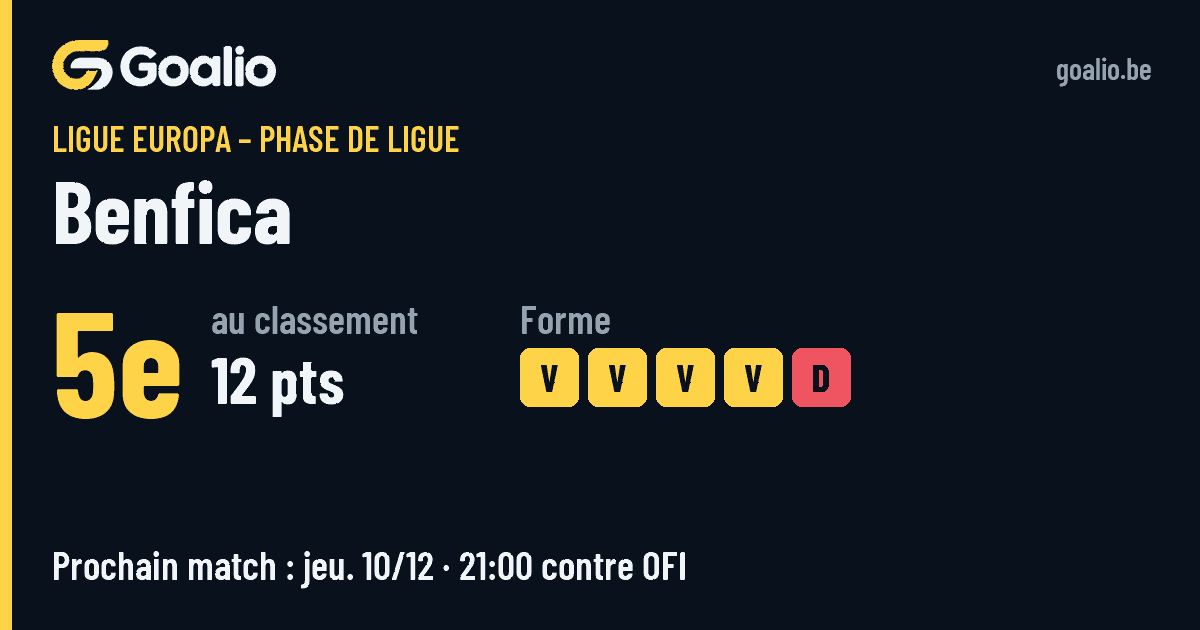 Goalio
goalio.be
LIGUE EUROPA – PHASE DE LIGUE
Benfica
5e
au classement
12 pts
Forme
V V V V D
Prochain match : jeu. 10/12 · 21:00 contre OFI